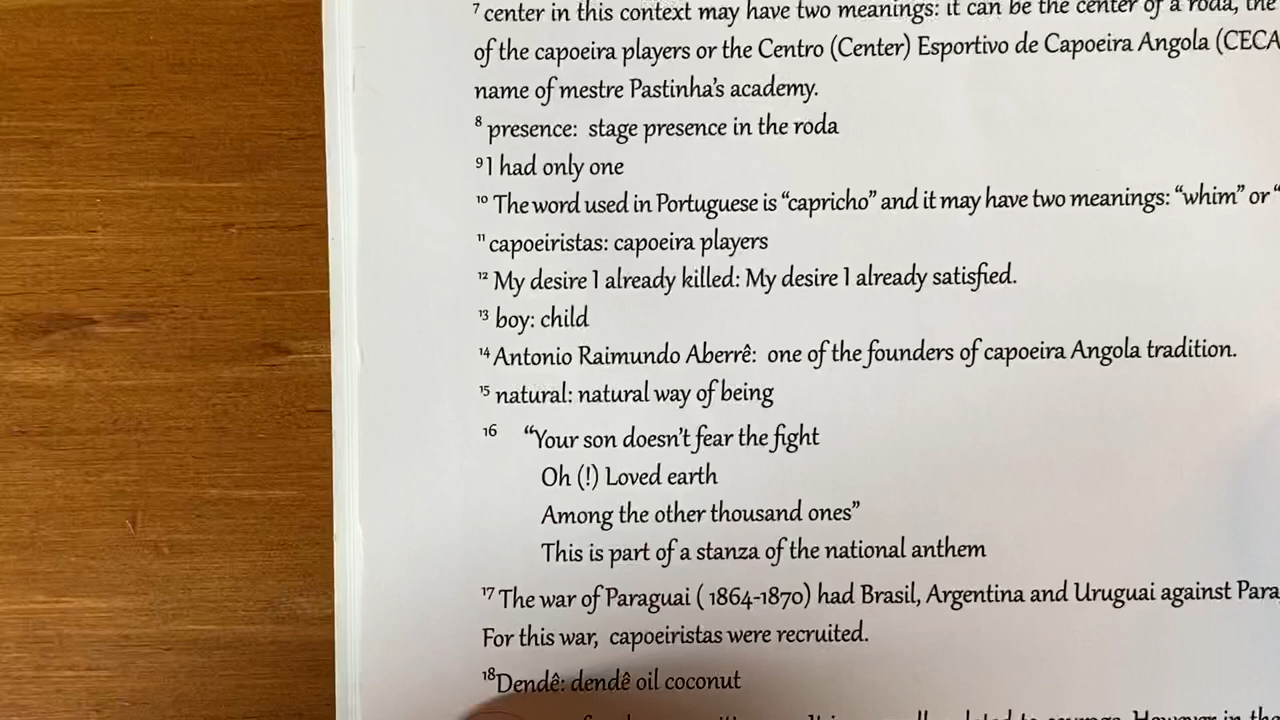 ⁷ center in this context may have two meanings: it can be the center of a roda, the
of the capoeira players or the Centro (Center) Esportivo de Capoeira Angola (CECA
name of mestre Pastinha's academy.
⁸ presence: stage presence in the roda
⁹ I had only one
¹⁰ The word used in Portuguese is “capricho” and it may have two meanings: “whim” or “
¹¹ capoeiristas: capoeira players
¹² My desire I already killed: My desire I already satisfied.
¹³ boy: child
¹⁴ Antonio Raimundo Aberrê: one of the founders of capoeira Angola tradition.
¹⁵ natural: natural way of being
¹⁶ “Your son doesn't fear the fight
Oh (!) Loved earth
Among the other thousand ones”
This is part of a stanza of the national anthem
¹⁷ The war of Paraguai ( 1864-1870) had Brasil, Argentina and Uruguai against Para
For this war, capoeiristas were recruited.
¹⁸ Dendê: dendê oil coconut
to courage. However in the